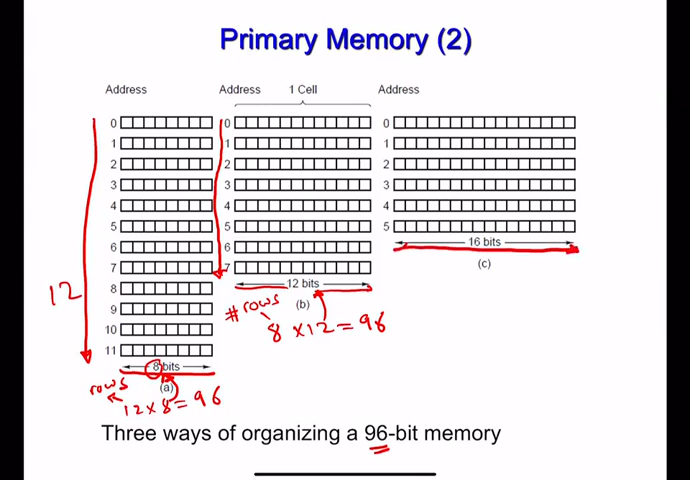 Primary Memory (2)
Address Address 1 Cell Address
0 0 0
1 1 1
2 2 2
3 3 3
4 4 4
5 5 5
6 6 16 bits
7 7 (c)
8 12 bits
12
9 # rows (b)
10 8 × 12 = 96
11
8 bits
rows (a)
12 × 8 = 96
Three ways of organizing a 96-bit memory